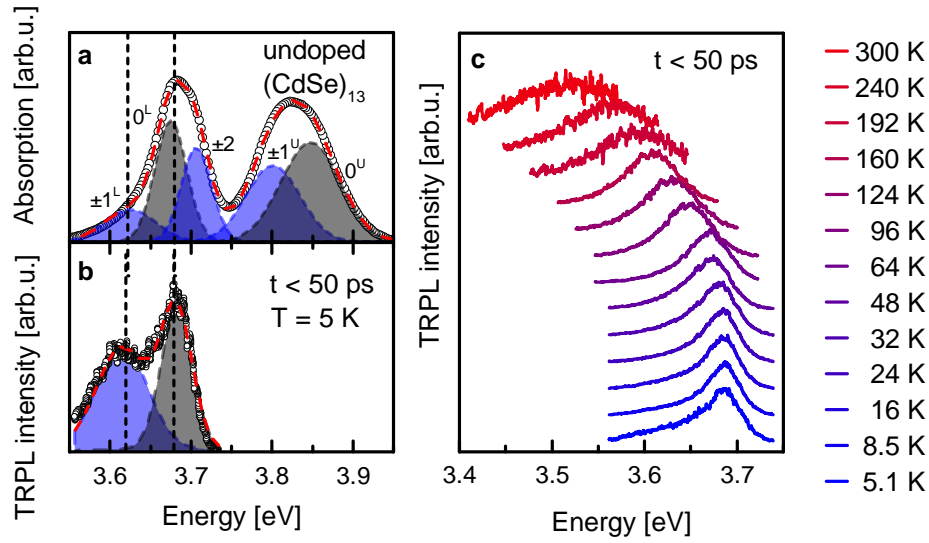 a
undoped
(CdSe)13
±1L
0L
±2
±1U
0U
Absorption [arb.u.]
b
t < 50 ps
T = 5 K
TRPL intensity [arb.u.]
3.6 3.7 3.8 3.9
Energy [eV]
c
t < 50 ps
TRPL intensity [arb.u.]
3.4 3.5 3.6 3.7
Energy [eV]
300 K
240 K
192 K
160 K
124 K
96 K
64 K
48 K
32 K
24 K
16 K
8.5 K
5.1 K